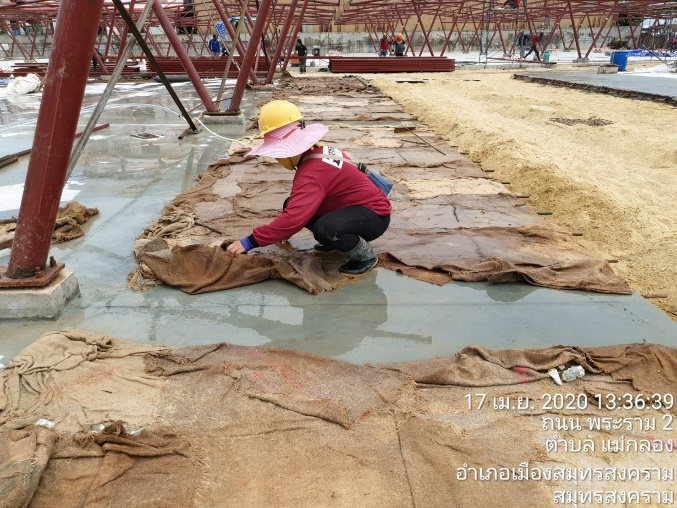 17 เม.ย. 2020 13:36:39
ถนน พระราม 2
ตำบล แม่กลอง
อำเภอเมืองสมุทรสงคราม
สมุทรสงคราม